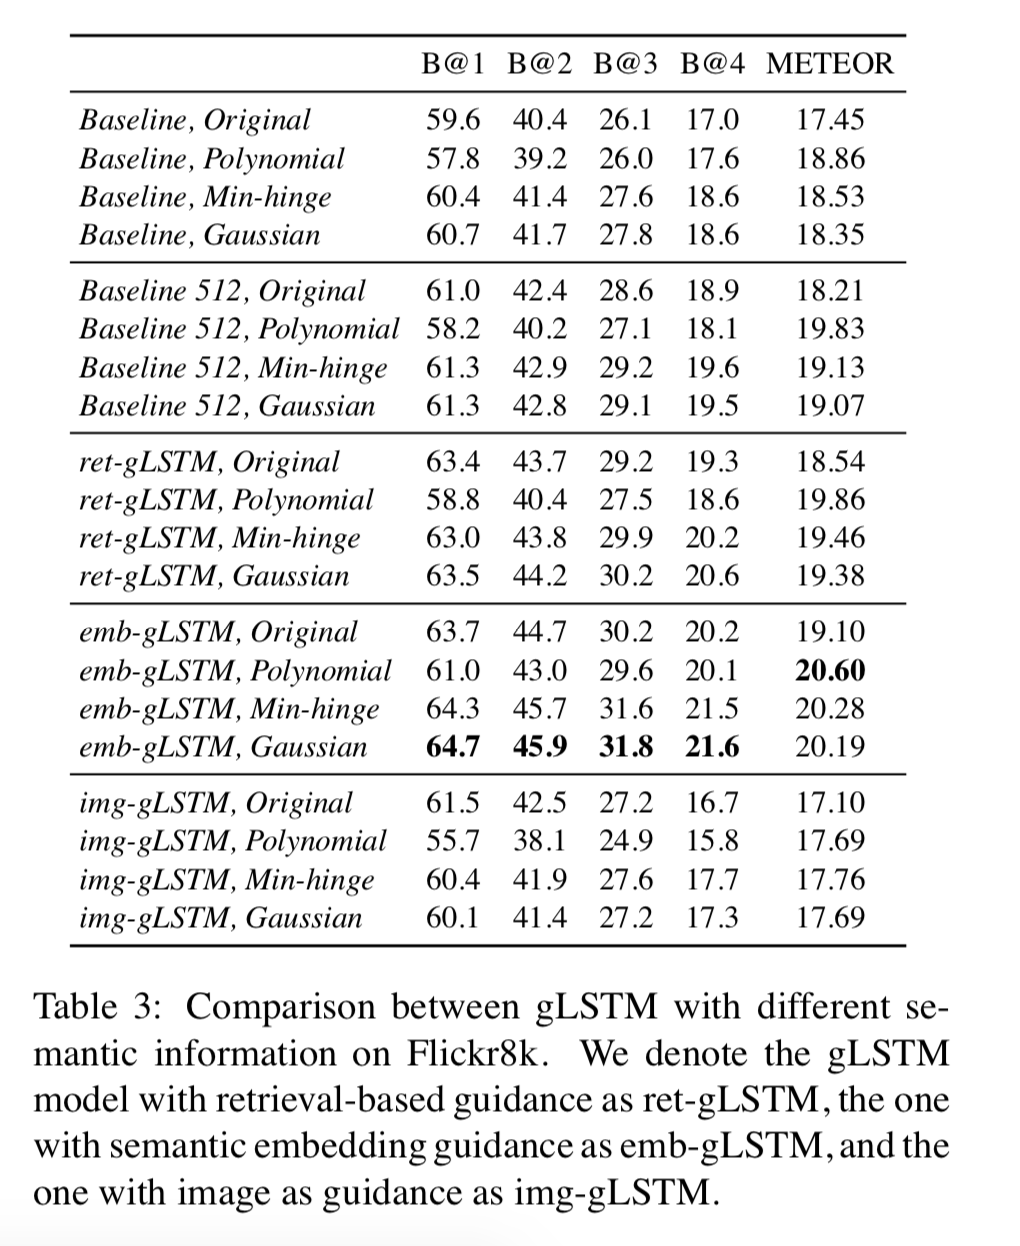 B@1 B@2 B@3 B@4 METEOR
Baseline, Original 59.6 40.4 26.1 17.0 17.45
Baseline, Polynomial 57.8 39.2 26.0 17.6 18.86
Baseline, Min-hinge 60.4 41.4 27.6 18.6 18.53
Baseline, Gaussian 60.7 41.7 27.8 18.6 18.35
Baseline 512, Original 61.0 42.4 28.6 18.9 18.21
Baseline 512, Polynomial 58.2 40.2 27.1 18.1 19.83
Baseline 512, Min-hinge 61.3 42.9 29.2 19.6 19.13
Baseline 512, Gaussian 61.3 42.8 29.1 19.5 19.07
ret-gLSTM, Original 63.4 43.7 29.2 19.3 18.54
ret-gLSTM, Polynomial 58.8 40.4 27.5 18.6 19.86
ret-gLSTM, Min-hinge 63.0 43.8 29.9 20.2 19.46
ret-gLSTM, Gaussian 63.5 44.2 30.2 20.6 19.38
emb-gLSTM, Original 63.7 44.7 30.2 20.2 19.10
emb-gLSTM, Polynomial 61.0 43.0 29.6 20.1 20.60
emb-gLSTM, Min-hinge 64.3 45.7 31.6 21.5 20.28
emb-gLSTM, Gaussian 64.7 45.9 31.8 21.6 20.19
img-gLSTM, Original 61.5 42.5 27.2 16.7 17.10
img-gLSTM, Polynomial 55.7 38.1 24.9 15.8 17.69
img-gLSTM, Min-hinge 60.4 41.9 27.6 17.7 17.76
img-gLSTM, Gaussian 60.1 41.4 27.2 17.3 17.69
Table 3: Comparison between gLSTM with different se-
mantic information on Flickr8k. We denote the gLSTM
model with retrieval-based guidance as ret-gLSTM, the one
with semantic embedding guidance as emb-gLSTM, and the
one with image as guidance as img-gLSTM.